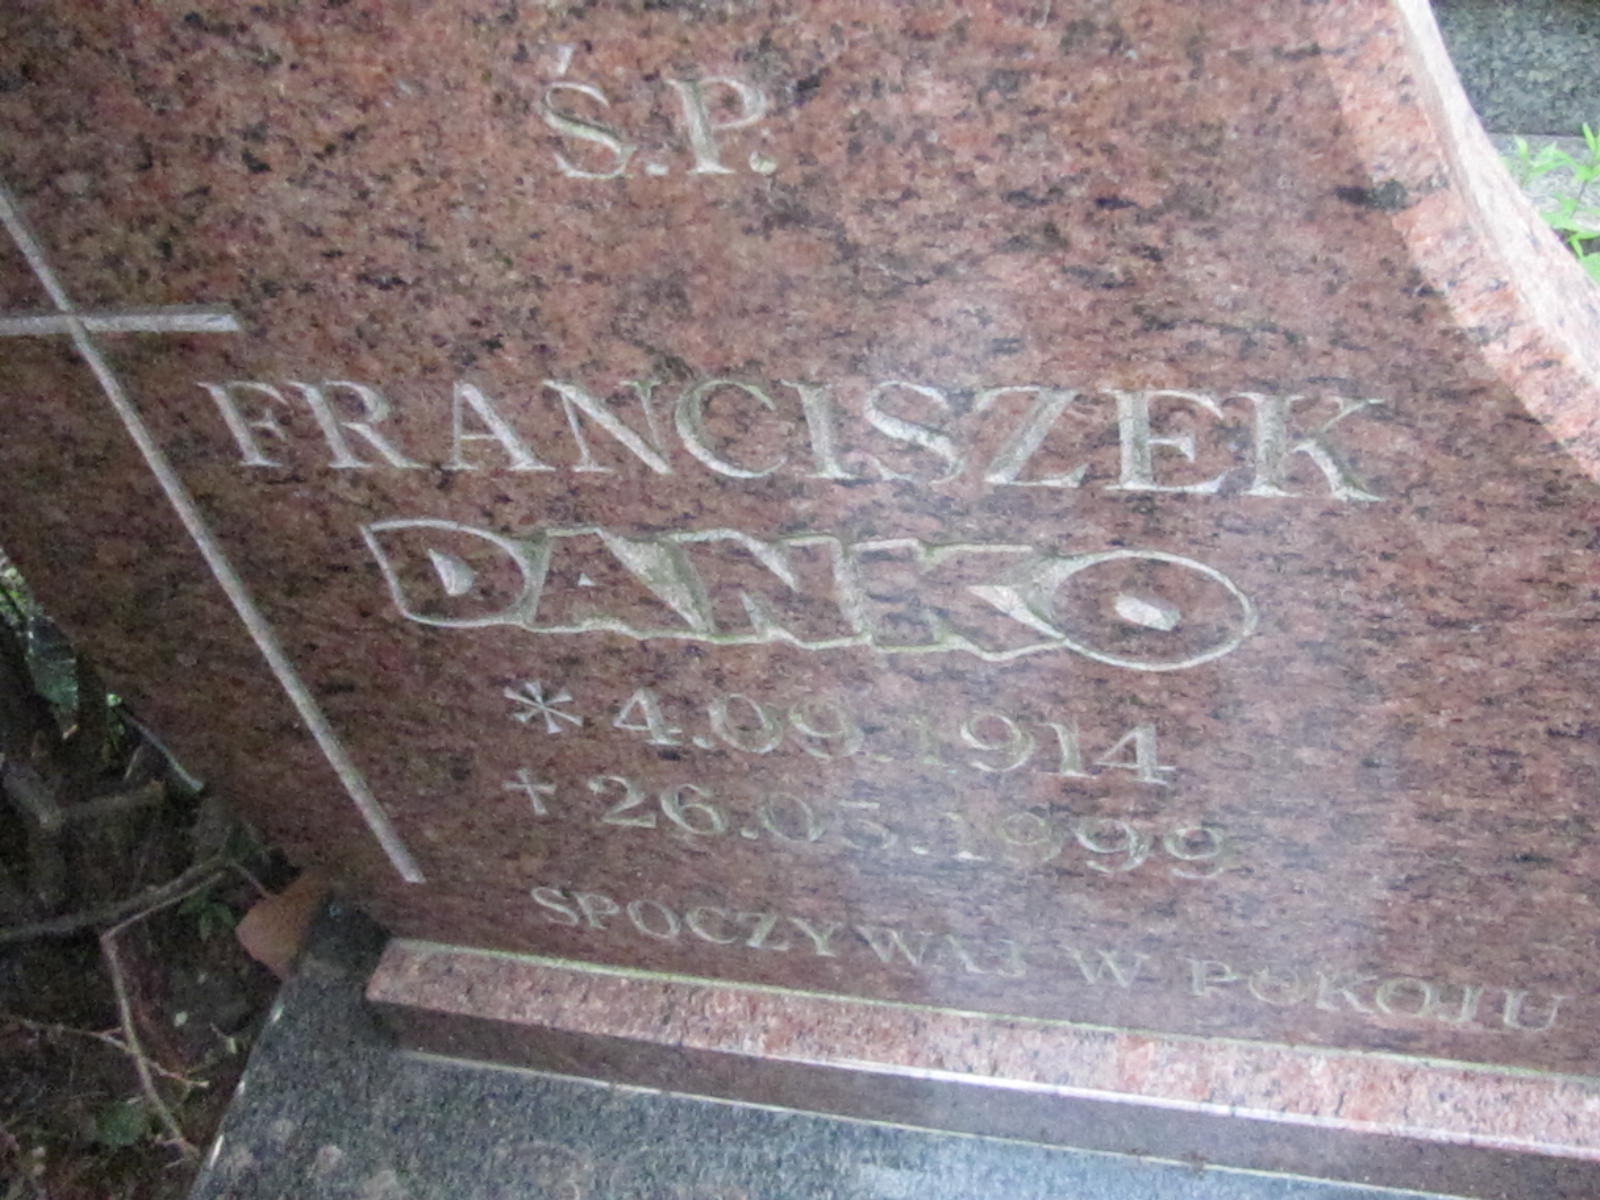 Ś.P.
FRANCISZEK
DANKO
* 4.09.1914
+ 26.05.1999
SPOCZYWAJ W POKOJU